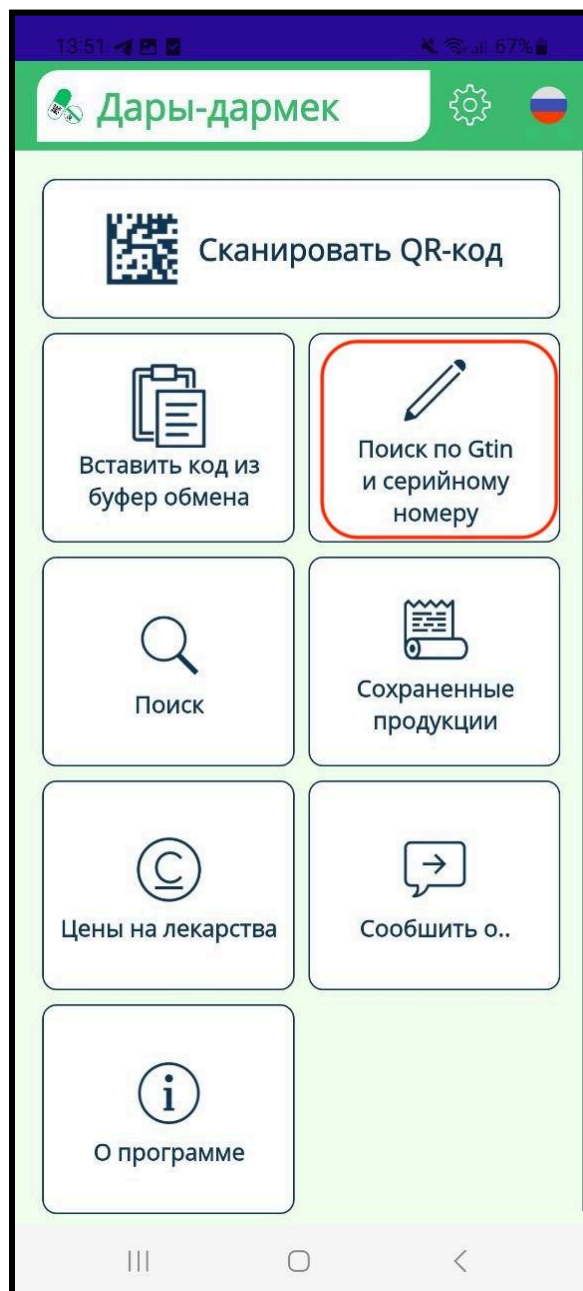 13:51
67%
Дары-дармек
Сканировать QR-код
Вставить код из
буфер обмена
Поиск по Gtin
и серийному
номеру
Поиск
Сохраненные
продукции
Цены на лекарства
Сообшить о..
О программе